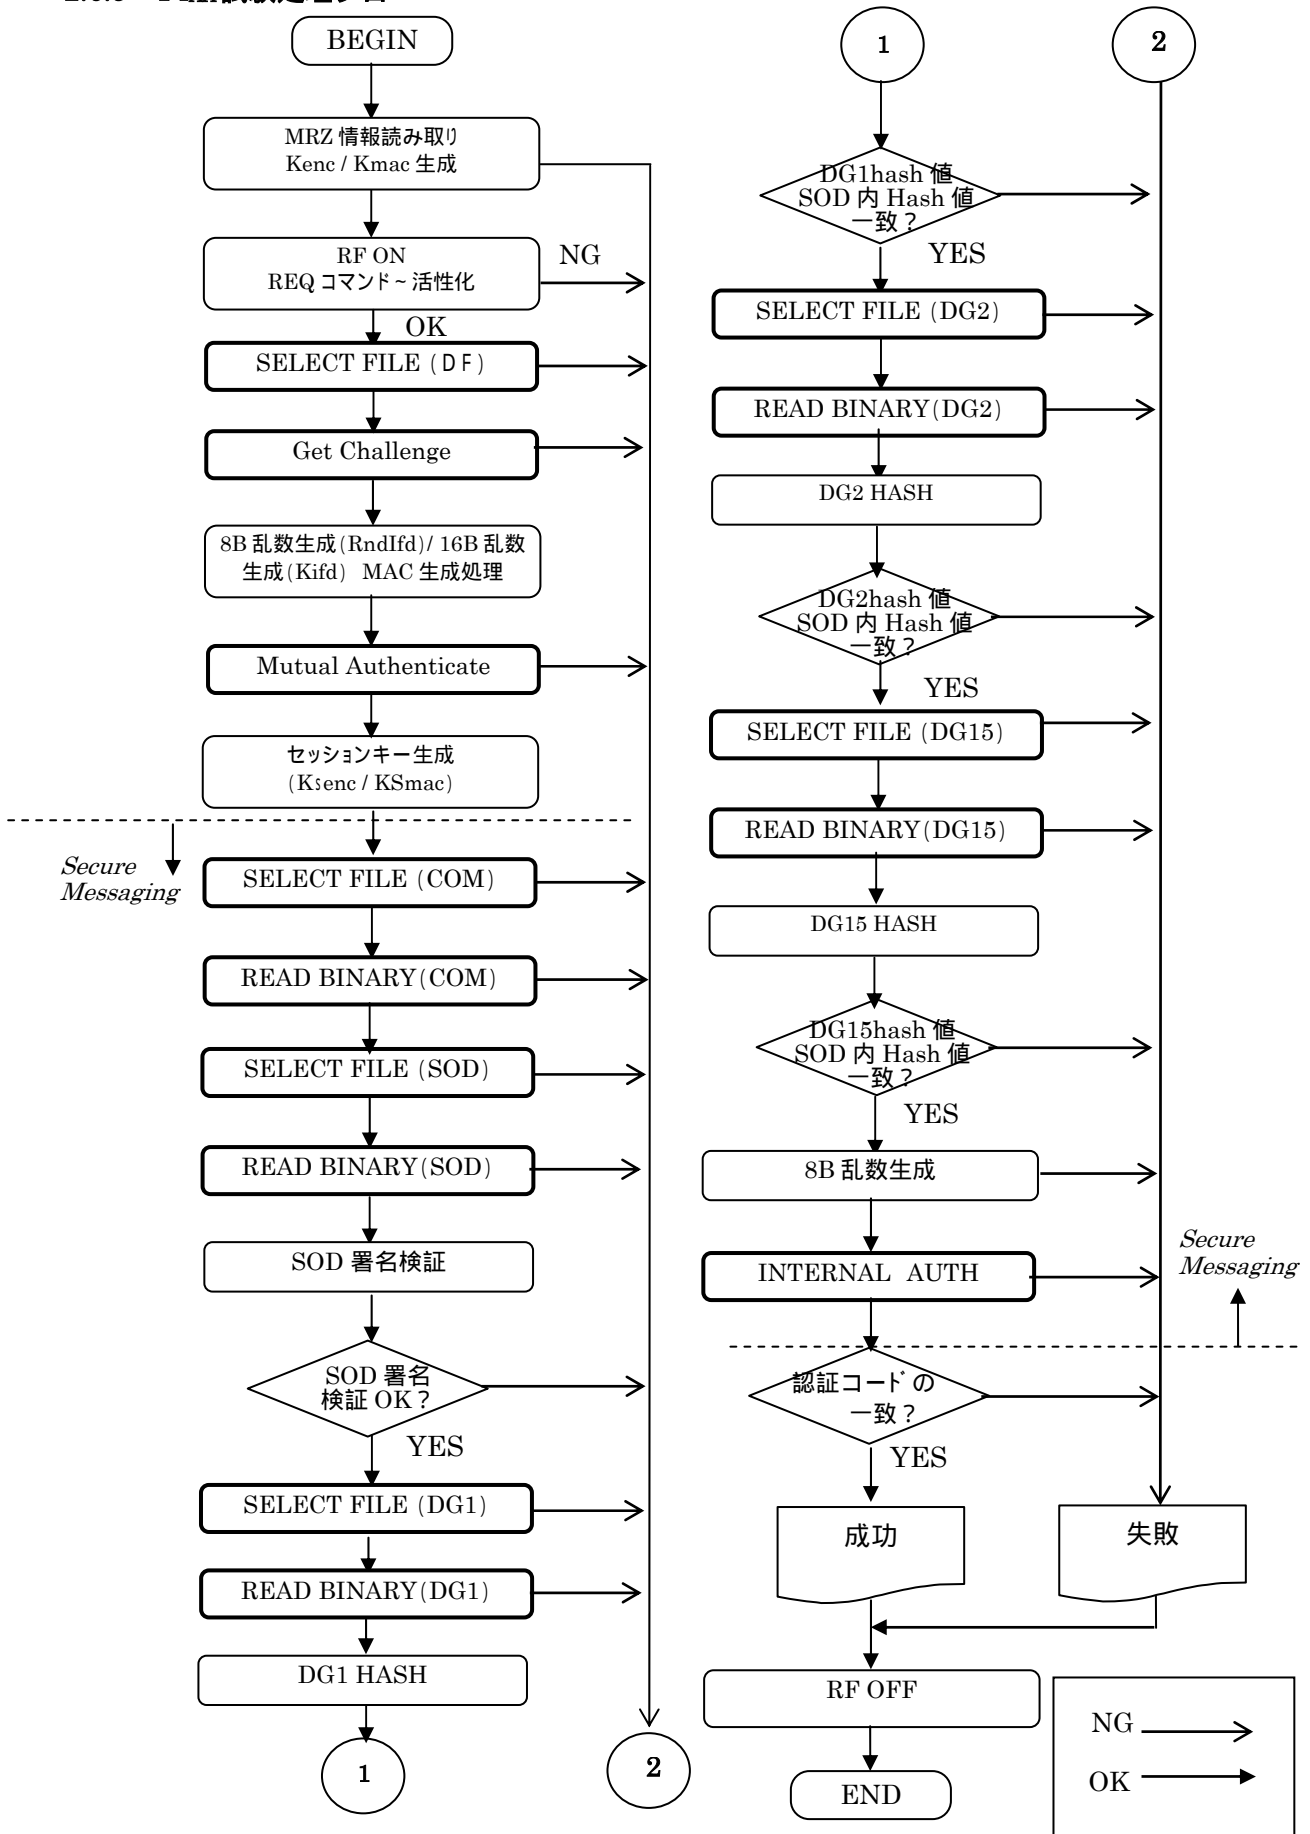 BEGIN
MRZ 情報読み取り
Kenc / Kmac 生成
RF ON
REQ コマンド~活性化
NG
OK
SELECT FILE (ＤＦ)
Get Challenge
8B 乱数生成(RndIfd)/ 16B 乱数
生成(Kifd) MAC 生成処理
Mutual Authenticate
セッションキー生成
(Ksenc / KSmac)
Secure
Messaging
SELECT FILE (COM)
READ BINARY(COM)
SELECT FILE (SOD)
READ BINARY(SOD)
SOD 署名検証
SOD 署名
検証 OK？
YES
SELECT FILE (DG1)
READ BINARY(DG1)
DG1 HASH
1
2
1
2
DG1hash 値
SOD 内 Hash 値
一致？
YES
SELECT FILE (DG2)
READ BINARY(DG2)
DG2 HASH
DG2hash 値
SOD 内 Hash 値
一致？
YES
SELECT FILE (DG15)
READ BINARY(DG15)
DG15 HASH
DG15hash 値
SOD 内 Hash 値
一致？
YES
8B 乱数生成
INTERNAL AUTH
Secure
Messaging
認証コードの
一致？
YES
成功
失敗
RF OFF
END
NG
OK